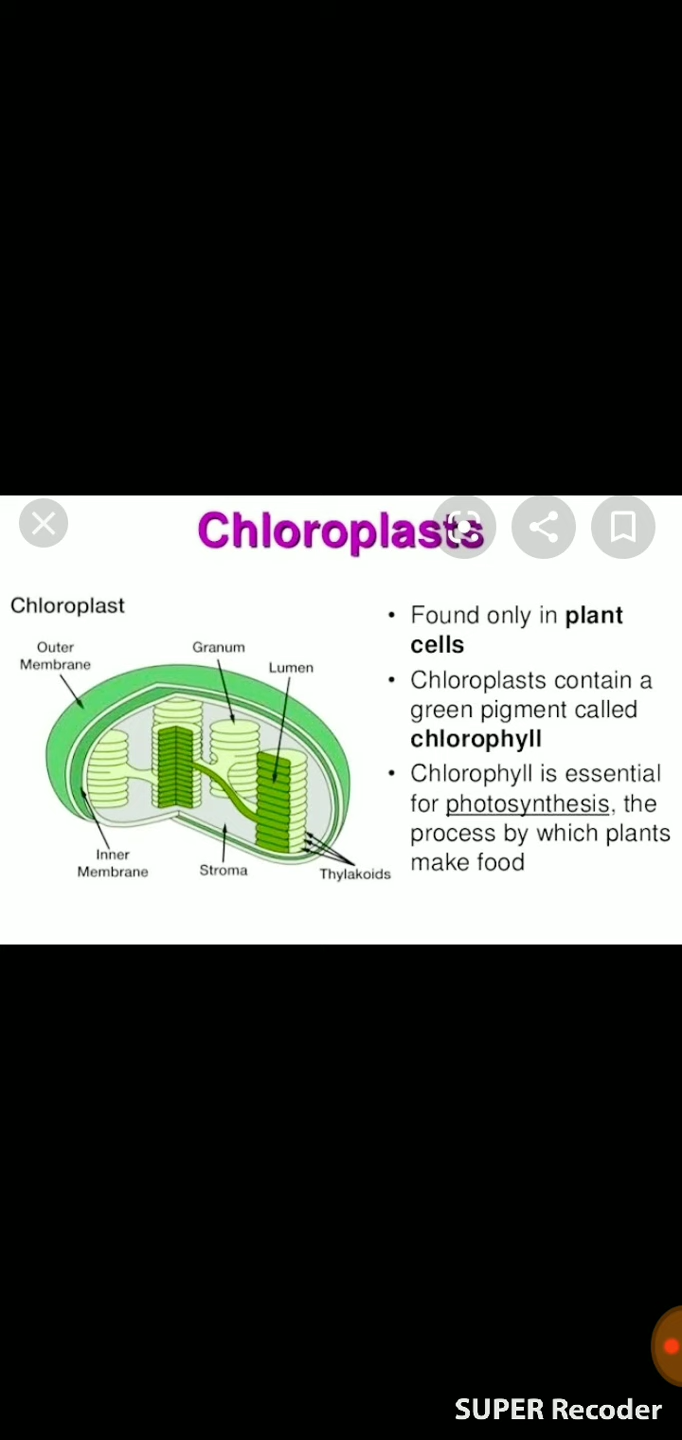 Chloroplasts
Chloroplast
Outer
Membrane
Granum
Lumen
Inner
Membrane
Stroma
Thylakoids
• Found only in plant
cells
• Chloroplasts contain a
green pigment called
chlorophyll
• Chlorophyll is essential
for photosynthesis, the
process by which plants
make food
SUPER Recoder